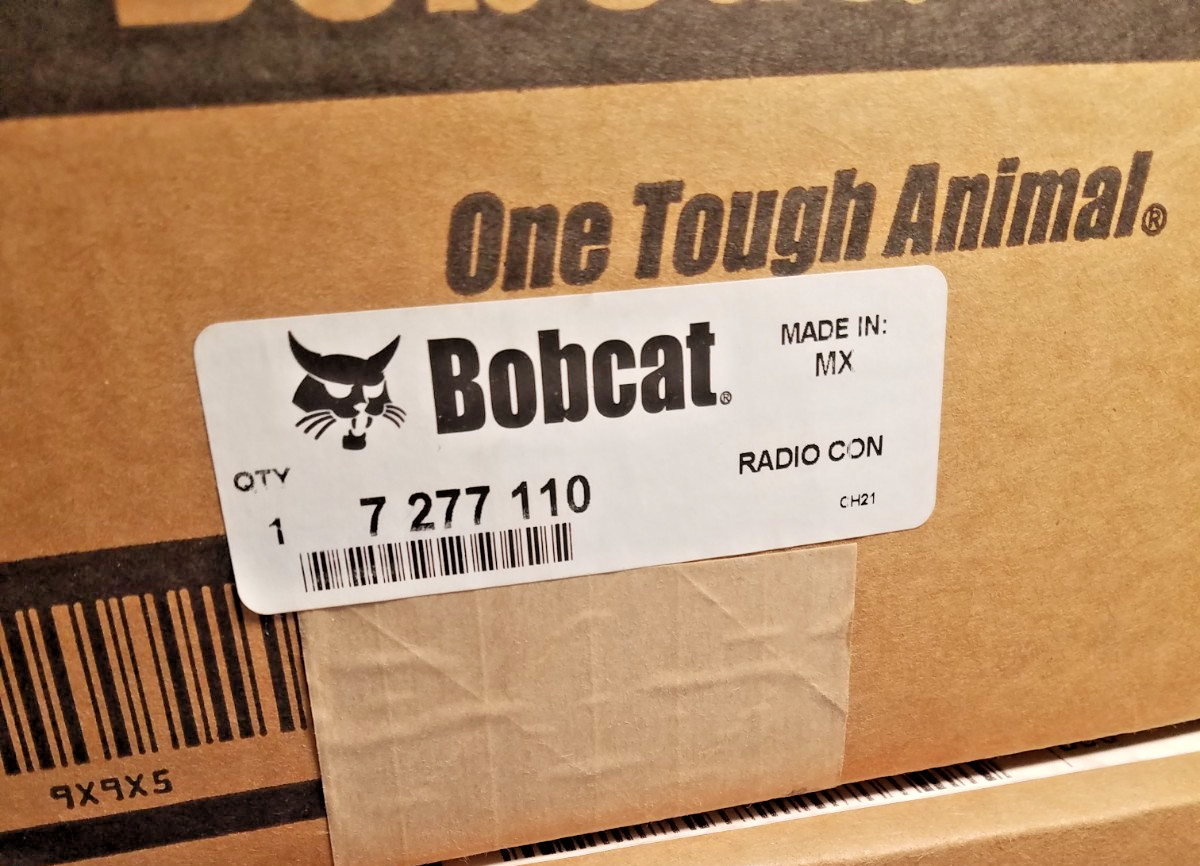 One Tough Animal®
Bobcat®
MADE IN:
MX
QTY
1
7 277 110
RADIO CON
CH21
9X9X5